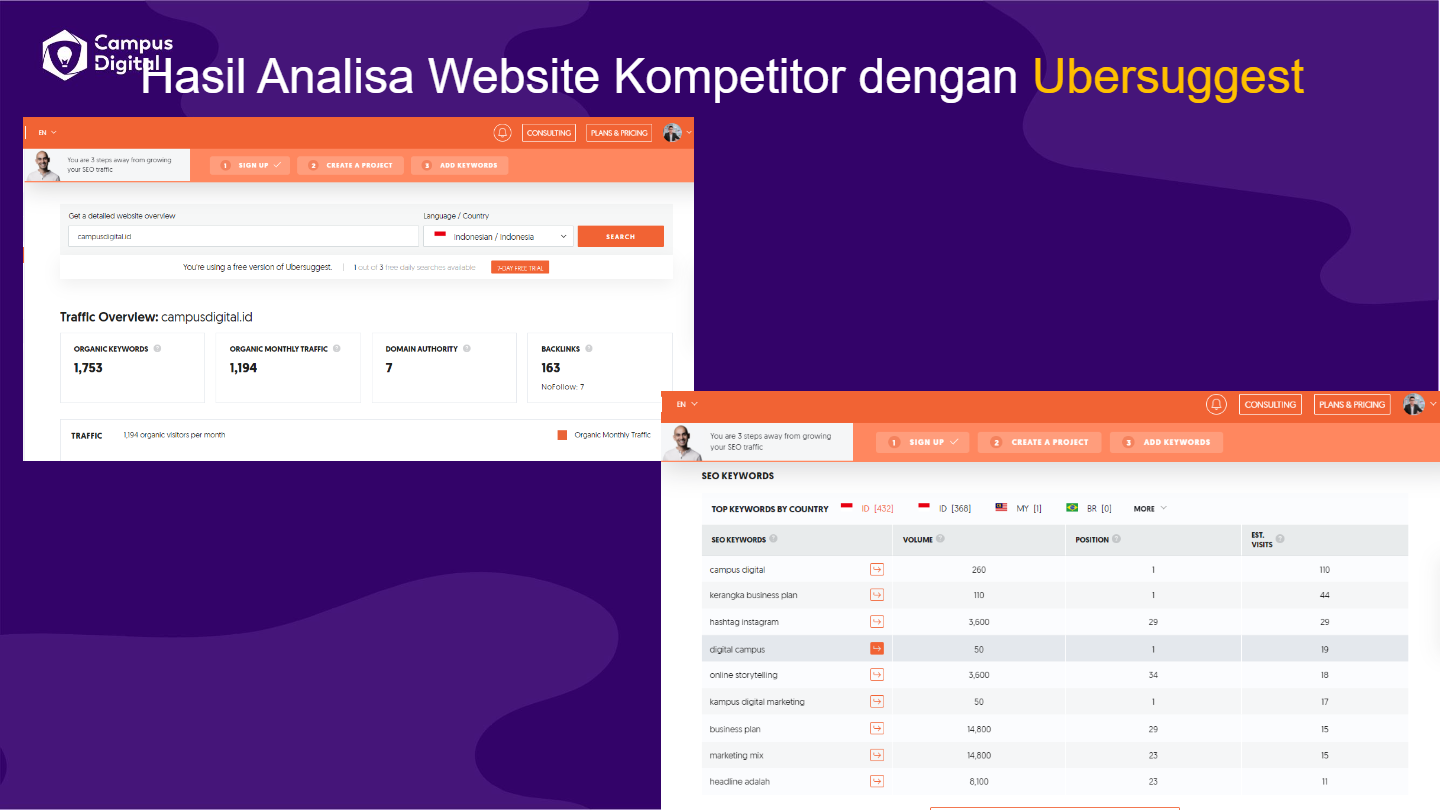 Campus
Digital
Hasil Analisa Website Kompetitor dengan Ubersuggest
EN
CONSULTING
PLANS & PRICING
You are 3 steps away from growing
your SEO traffic
1 SIGN UP
2 CREATE A PROJECT
3 ADD KEYWORDS
Get a detailed website overview
Language / Country
campusdigital.id
Indonesian / Indonesia
SEARCH
You're using a free version of Ubersuggest.
1 out of 3 free daily searches available.
7-DAY FREE TRIAL
Traffic Overview: campusdigital.id
ORGANIC KEYWORDS
1,753
ORGANIC MONTHLY TRAFFIC
1,194
DOMAIN AUTHORITY
7
BACKLINKS
163
NoFollow: 7
TRAFFIC
1,194 organic visitors per month
Organic Monthly Traffic
EN
CONSULTING
PLANS & PRICING
You are 3 steps away from growing
your SEO traffic
1 SIGN UP
2 CREATE A PROJECT
3 ADD KEYWORDS
SEO KEYWORDS
TOP KEYWORDS BY COUNTRY ID [432] ID [368] MY [1] BR [0] MORE
SEO KEYWORDS VOLUME POSITION EST. VISITS
campus digital 260 1 110
kerangka business plan 110 1 44
hashtag instagram 3,600 29 29
digital campus 50 1 19
online storytelling 3,600 34 18
kampus digital marketing 50 1 17
business plan 14,800 29 15
marketing mix 14,800 23 15
headline adalah 8,100 23 11